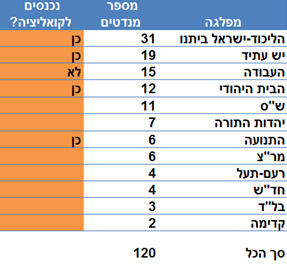 מפלגה מספר מנדטים נכנסים לקואליציה?
הליכוד-ישראל ביתנו 31 כן
יש עתיד 19 כן
העבודה 15 לא
הבית היהודי 12 כן
ש"ס 11
יהדות התורה 7
התנועה 6 כן
מר"צ 6
רעם-תעל 4
חד"ש 4
בל"ד 3
קדימה 2
סך הכל 120